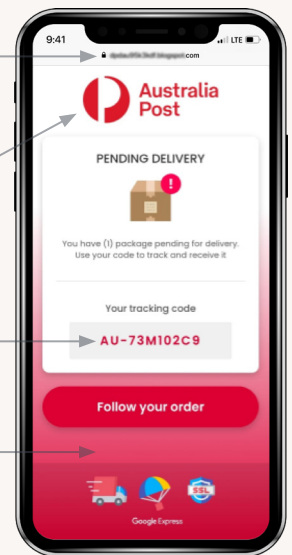 9:41
LTE
.com
Australia
Post
PENDING DELIVERY
!
You have (1) package pending for delivery.
Use your code to track and receive it
Your tracking code
AU-73M102C9
Follow your order
SSL
Google Express